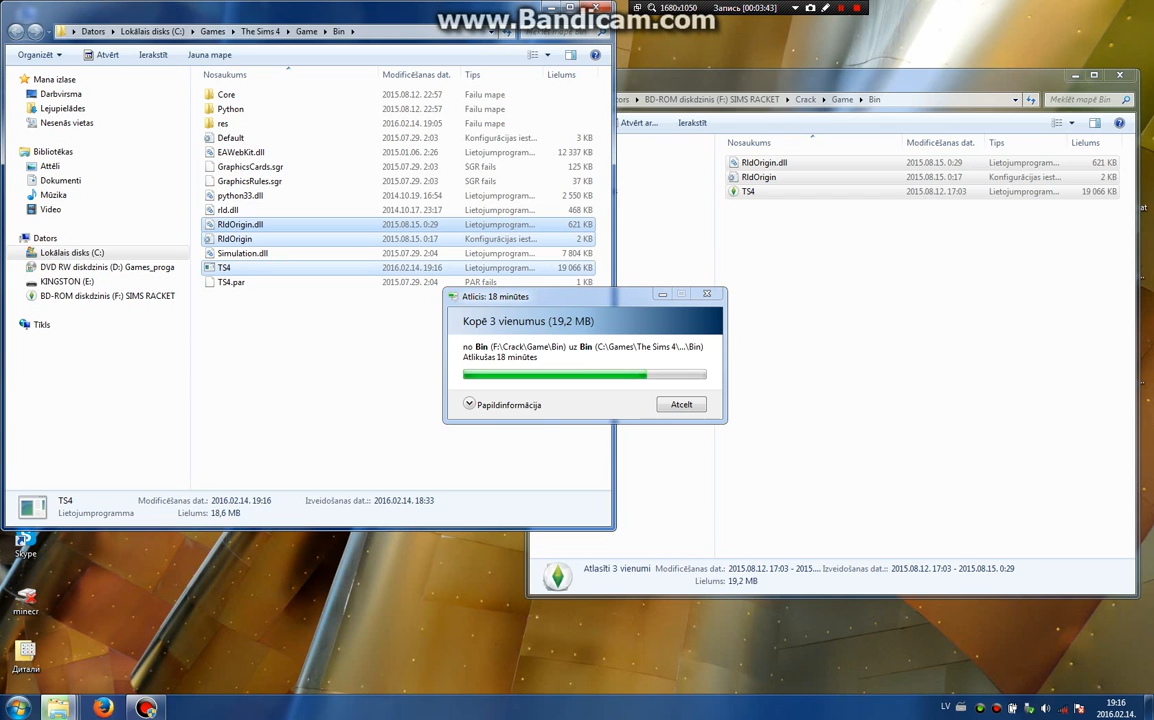 www.Bandicam.com
1680x1050 Запись [00:03:43]
Dators ▸ Lokālais disks (C:) ▸ Games ▸ The Sims 4 ▸ Game ▸ Bin
Organizēt Atvērt Ierakstīt Jauna mape
Nosaukums Modificēšanas dat. Tips Lielums
Mana izlase
Darbvirsma
Lejupielādes
Nesenās vietas
Bibliotēkas
Attēli
Dokumenti
Mūzika
Video
Dators
Lokālais disks (C:)
DVD RW diskdzinis (D:) Games_proga
KINGSTON (E:)
BD-ROM diskdzinis (F:) SIMS RACKET
Tīkls
Core 2015.08.12. 22:57 Failu mape
Python 2015.08.12. 22:57 Failu mape
res 2016.02.14. 19:05 Failu mape
Default 2015.07.29. 2:03 Konfigurācijas iest... 3 KB
EAWebKit.dll 2015.01.06. 2:26 Lietojumprogram... 12 337 KB
GraphicsCards.sgr 2015.07.29. 2:03 SGR fails 125 KB
GraphicsRules.sgr 2015.07.29. 2:03 SGR fails 37 KB
python33.dll 2014.10.19. 16:54 Lietojumprogram... 2 550 KB
rld.dll 2014.10.17. 23:17 Lietojumprogram... 468 KB
RldOrigin.dll 2015.08.15. 0:29 Lietojumprogram... 621 KB
RldOrigin 2015.08.15. 0:17 Konfigurācijas iest... 2 KB
Simulation.dll 2015.07.29. 2:04 Lietojumprogram... 7 804 KB
TS4 2016.02.14. 19:16 Lietojumprogram... 19 066 KB
TS4.par 2015.07.29. 2:04 PAR fails 1 KB
TS4 Modificēšanas dat.: 2016.02.14. 19:16 Izveidošanas dat.: 2016.02.14. 18:33
Lietojumprogramma Lielums: 18,6 MB
BD-ROM diskdzinis (F:) SIMS RACKET ▸ Crack ▸ Game ▸ Bin
Meklēt mapē Bin
Atvērt ar... Ierakstīt
Nosaukums Modificēšanas dat. Tips Lielums
RldOrigin.dll 2015.08.15. 0:29 Lietojumprogram... 621 KB
RldOrigin 2015.08.15. 0:17 Konfigurācijas iest... 2 KB
TS4 2015.08.12. 17:03 Lietojumprogram... 19 066 KB
Atlasīti 3 vienumi Modificēšanas dat.: 2015.08.12. 17:03 - 2015.... Izveidošanas dat.: 2015.08.12. 17:03 - 2015.08.15. 0:29
Lielums: 19,2 MB
Atlicis: 18 minūtes
Kopē 3 vienumus (19,2 MB)
no Bin (F:\Crack\Game\Bin) uz Bin (C:\Games\The Sims 4\...\Bin)
Atlikušas 18 minūtes
Papildinformācija Atcelt
Skype
minecr
Детали
LV
19:16
2016.02.14.